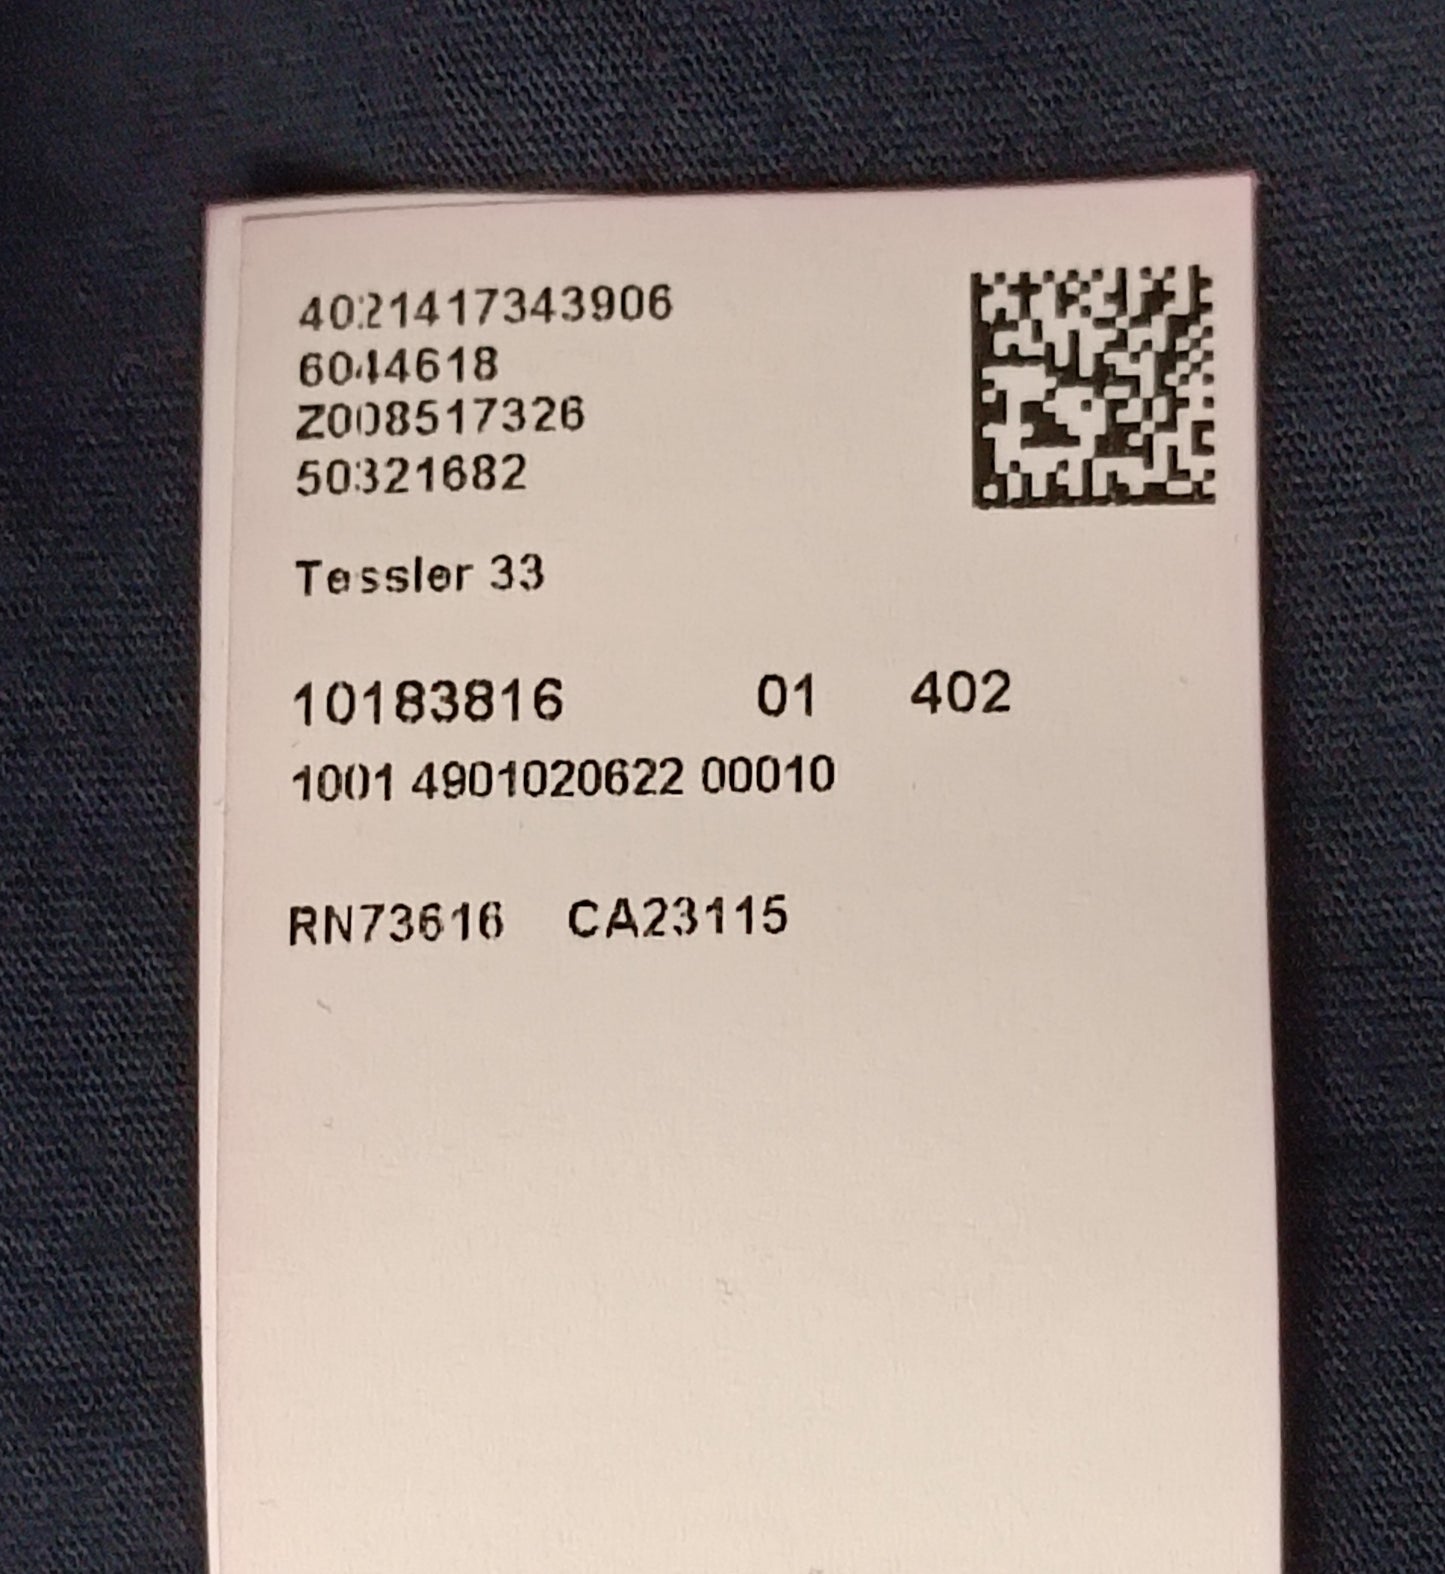 4021417343906
6044618
Z008517326
50321682
Tessler 33
10183816 01 402
1001 4901020622 00010
RN73616 CA23115